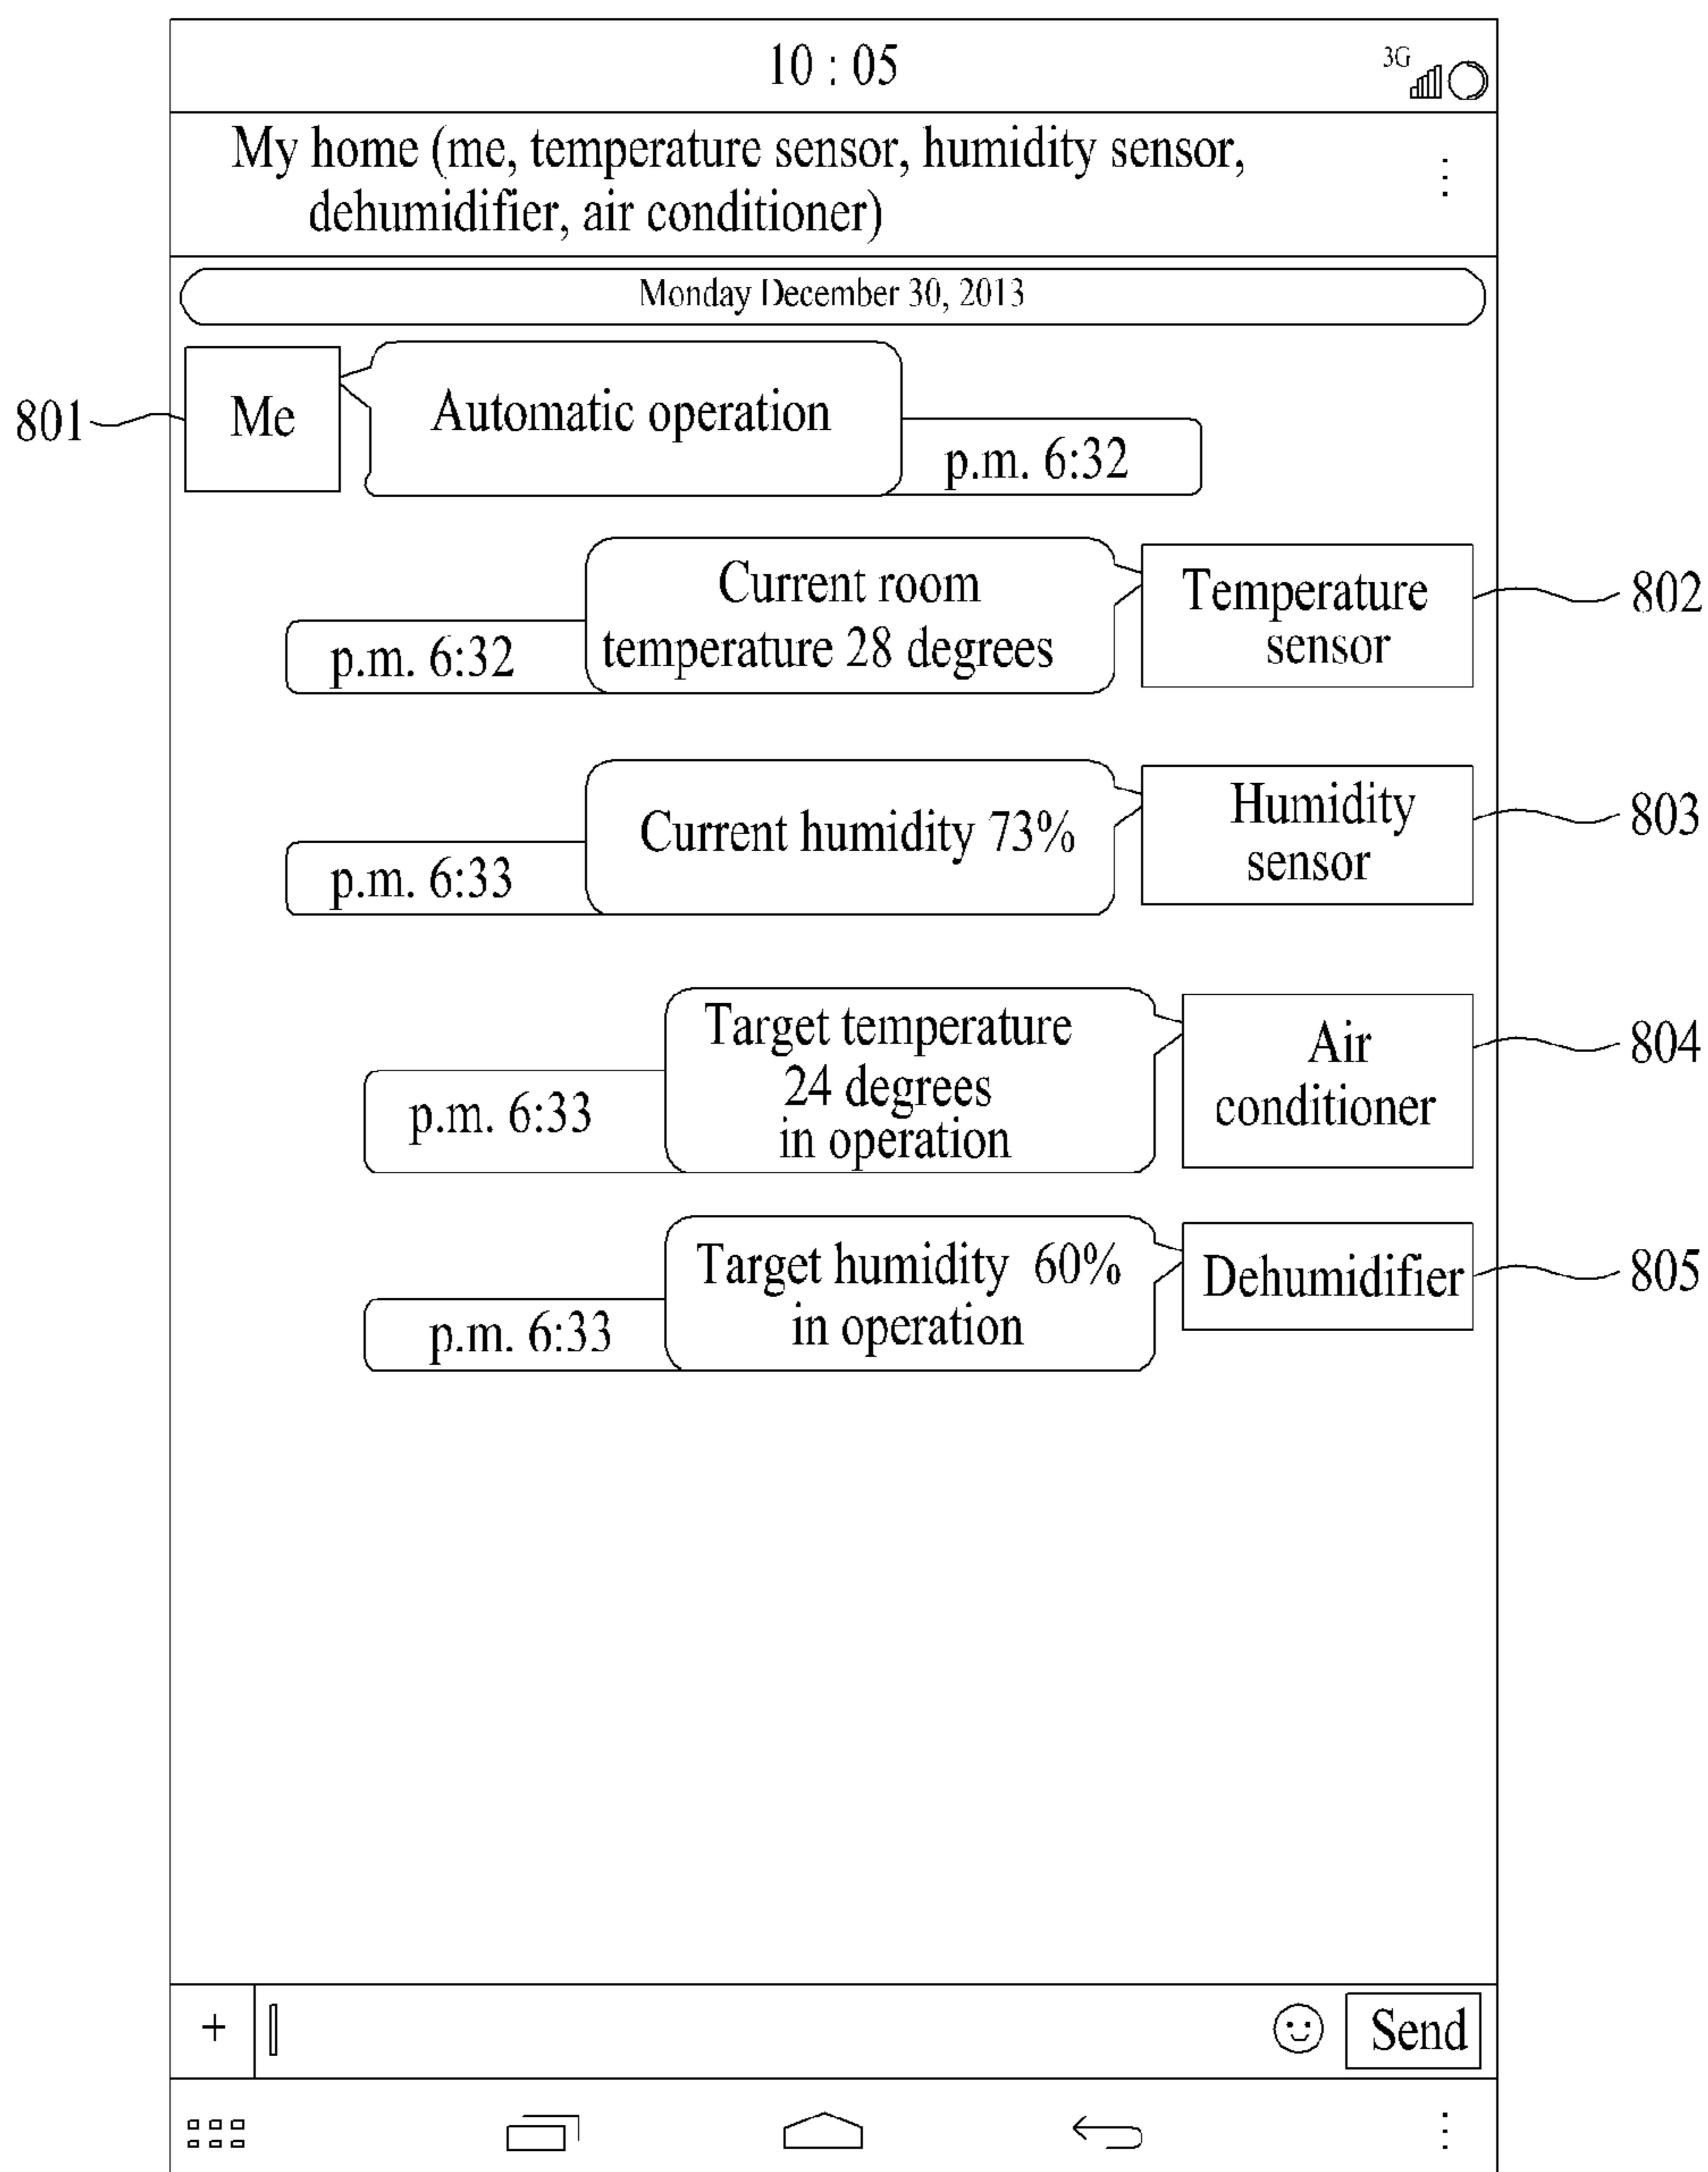 10 : 05
3G
My home (me, temperature sensor, humidity sensor,
dehumidifier, air conditioner)
Monday December 30, 2013
801
Me
Automatic operation
p.m. 6:32
Current room
temperature 28 degrees
p.m. 6:32
Temperature
sensor
802
Current humidity 73%
p.m. 6:33
Humidity
sensor
803
Target temperature
24 degrees
in operation
p.m. 6:33
Air
conditioner
804
Target humidity 60%
in operation
p.m. 6:33
Dehumidifier
805
+
Send